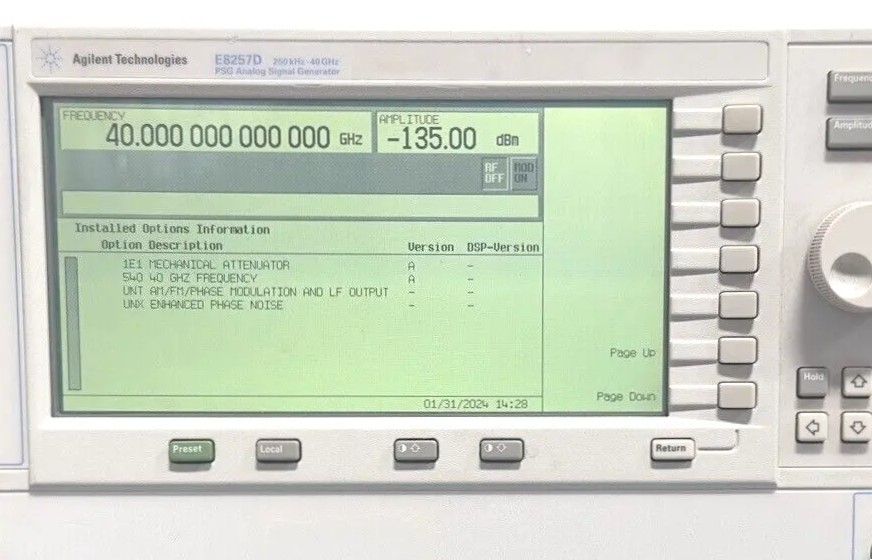 Agilent Technologies E8257D 250 kHz - 40 GHz
PSG Analog Signal Generator
FREQUENCY
40.000 000 000 000 GHz
AMPLITUDE
-135.00 dBm
RF OFF
MOD ON
Installed Options Information
Option Description Version DSP-Version
1E1 MECHANICAL ATTENUATOR A -
540 40 GHZ FREQUENCY A -
UNT AM/FM/PHASE MODULATION AND LF OUTPUT - -
UNX ENHANCED PHASE NOISE - -
Page Up
Page Down
01/31/2024 14:28
Preset
Local
Return
Hold